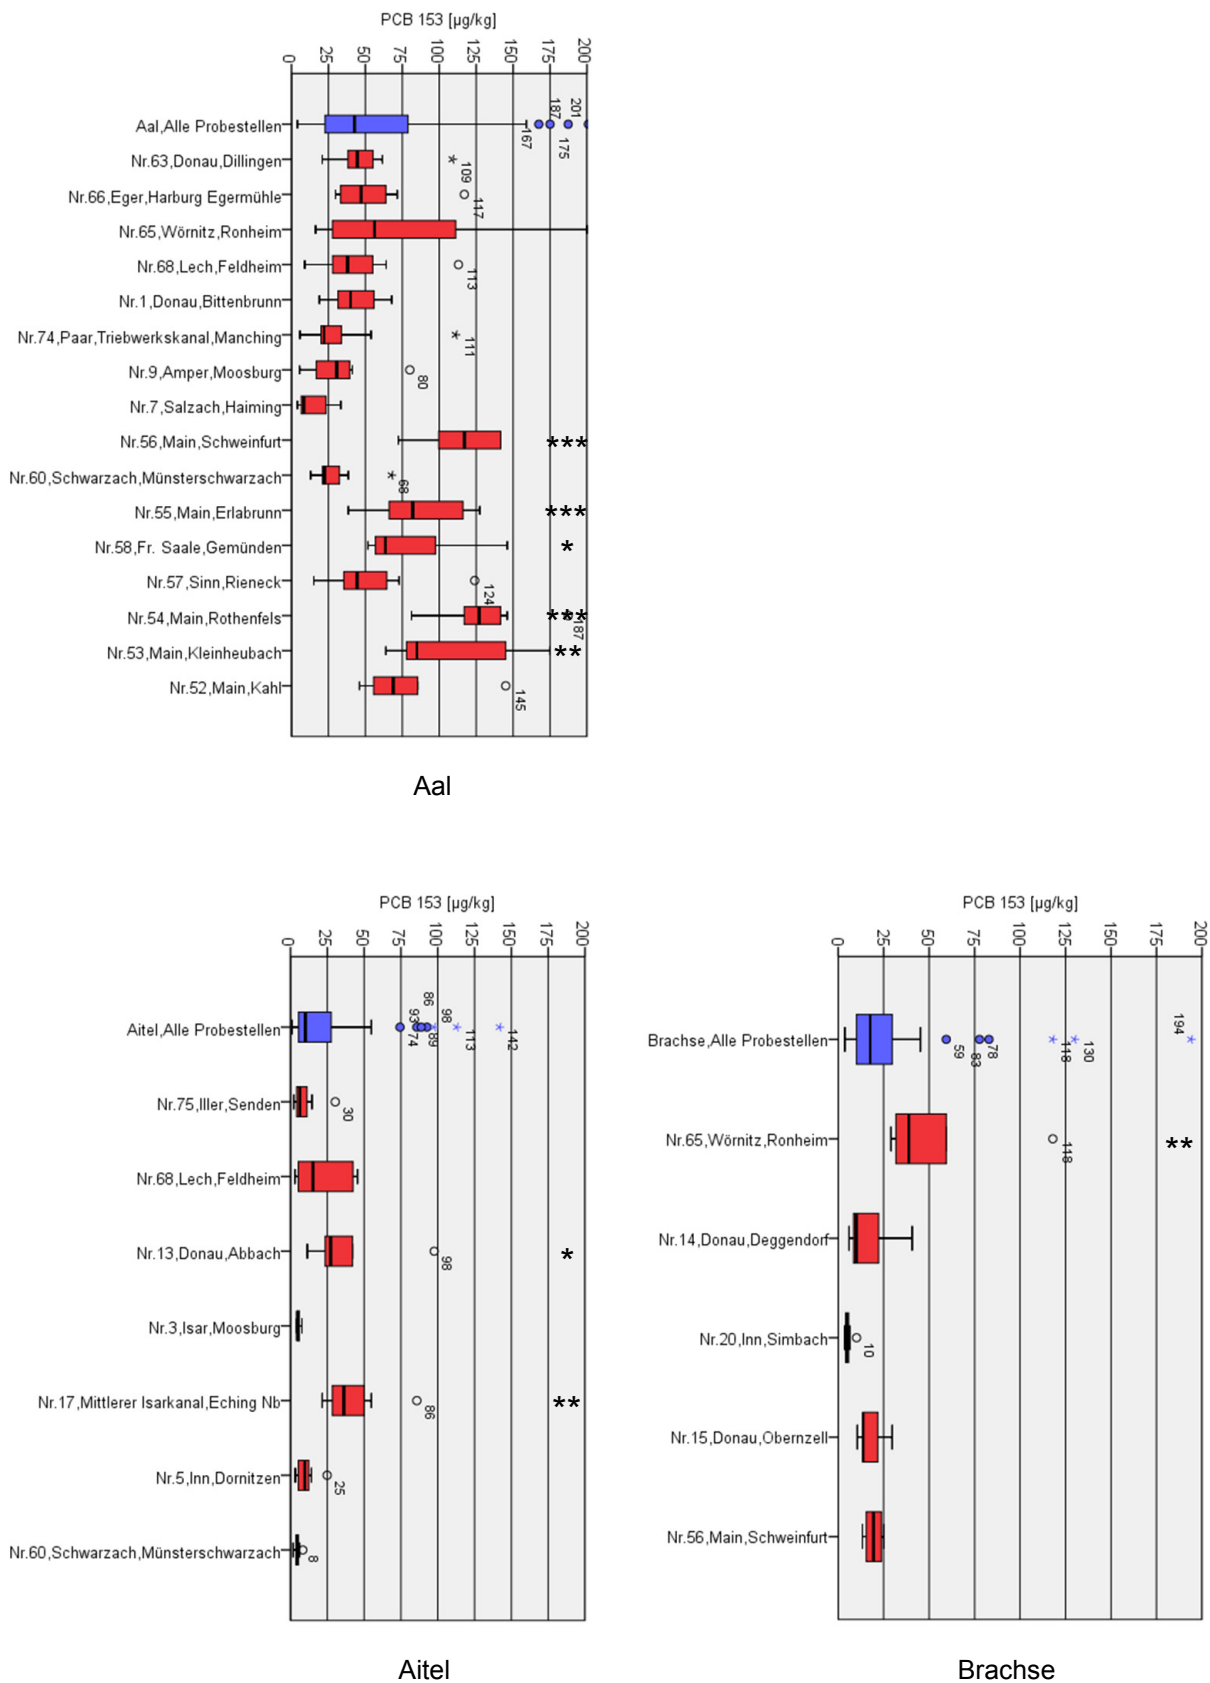 PCB 153 [µg/kg]
0 25 50 75 100 125 150 175 200
Aal,Alle Probestellen
167 187 175 201
Nr.63,Donau,Dillingen
* 109
Nr.66,Eger,Harburg Egermühle
117
Nr.65,Wörnitz,Ronheim
Nr.68,Lech,Feldheim
113
Nr.1,Donau,Bittenbrunn
Nr.74,Paar,Triebwerkskanal,Manching
* 111
Nr.9,Amper,Moosburg
80
Nr.7,Salzach,Haiming
Nr.56,Main,Schweinfurt
***
Nr.60,Schwarzach,Münsterschwarzach
* 68
Nr.55,Main,Erlabrunn
***
Nr.58,Fr. Saale,Gemünden
*
Nr.57,Sinn,Rieneck
124
Nr.54,Main,Rothenfels
*** 187
Nr.53,Main,Kleinheubach
**
Nr.52,Main,Kahl
145
Aal
PCB 153 [µg/kg]
0 25 50 75 100 125 150 175 200
Aitel,Alle Probestellen
74 93 86 89 98 * 113 * 142 *
Nr.75,Iller,Senden
30
Nr.68,Lech,Feldheim
Nr.13,Donau,Abbach
98 *
Nr.3,Isar,Moosburg
Nr.17,Mittlerer Isarkanal,Eching Nb
86 **
Nr.5,Inn,Dornitzen
25
Nr.60,Schwarzach,Münsterschwarzach
8
Aitel
PCB 153 [µg/kg]
0 25 50 75 100 125 150 175 200
Brachse,Alle Probestellen
59 83 78 * 118 * 130 194 *
Nr.65,Wörnitz,Ronheim
118 **
Nr.14,Donau,Deggendorf
Nr.20,Inn,Simbach
10
Nr.15,Donau,Obernzell
Nr.56,Main,Schweinfurt
Brachse